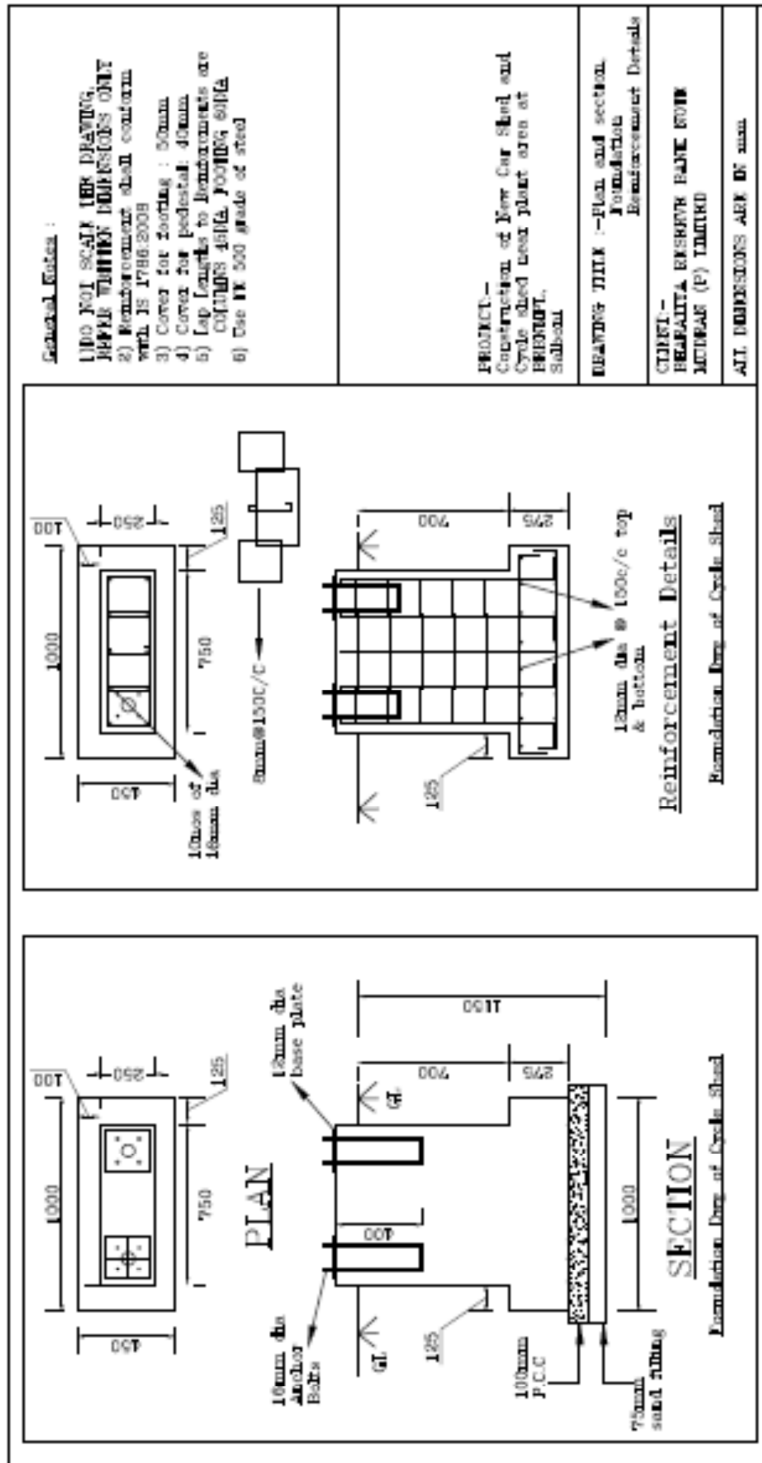 1000
100
450
250
750
125
PLAN
16mm dia
Anchor
Bolts
12mm dia
base plate
GL
GL
400
125
700
275
1150
100mm
P.C.C
75mm
sand filling
1000
SECTION
Foundation Drg of Cycle Shed
1000
100
450
250
750
125
10nos of
16mm dia
8mm@150C/C
700
275
125
12mm dia @ 150c/c top
& bottom
Reinforcement Details
Foundation Drg of Cycle Shed
General Notes :
1)DO NOT SCALE THE DRAWING,
REFER WRITTEN DIMENSIONS ONLY
2) Reinforcement shall conform
with IS 1786:2008
3) Cover for footing : 50mm
4) Cover for pedestal: 40mm
5) Lap Lengths to Reinforcements are
COLUMNS 45DIA, FOOTING 60DIA
6) Use 500 grade of steel
PROJECT:-
Construction of New Car Shed and
Cycle shed near plant area at
BRBNMPL,
Salboni
DRAWING TITLE :-Plan and section,
Foundation
Reinforcement Details
CLIENT:-
BHARATIYA RESERVE BANK NOTE
MUDRAN (P) LIMITED
ALL DIMENSIONS ARE IN mm